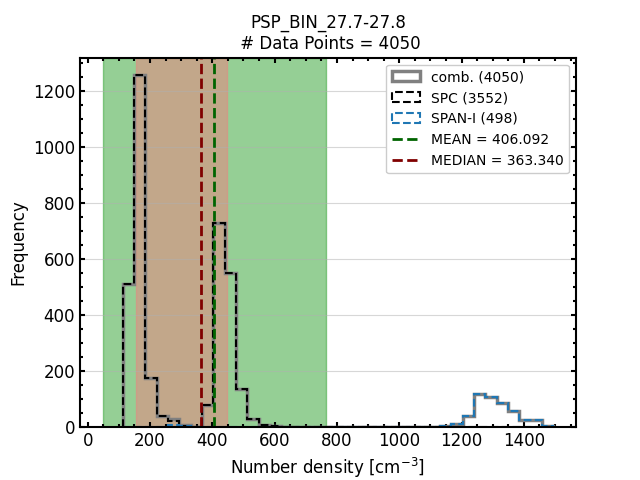 PSP_BIN_27.7-27.8
# Data Points = 4050
comb. (4050)
SPC (3552)
SPAN-I (498)
MEAN = 406.092
MEDIAN = 363.340
Frequency
1200
1000
800
600
400
200
0
0 200 400 600 800 1000 1200 1400
Number density [cm⁻³]